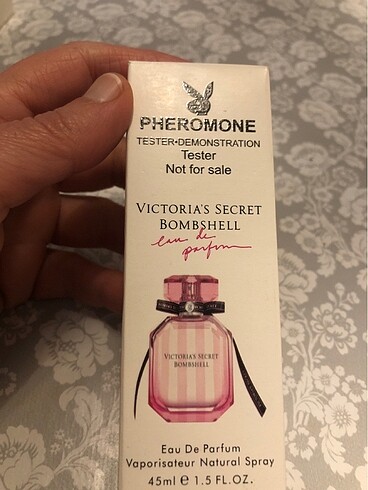 PHEROMONE
TESTER•DEMONSTRATION
Tester
Not for sale
VICTORIA'S SECRET
BOMBSHELL
eau de
parfum
VICTORIA'S SECRET
BOMBSHELL
Eau De Parfum
Vaporisateur Natural Spray
45ml e 1.5 FL.OZ.